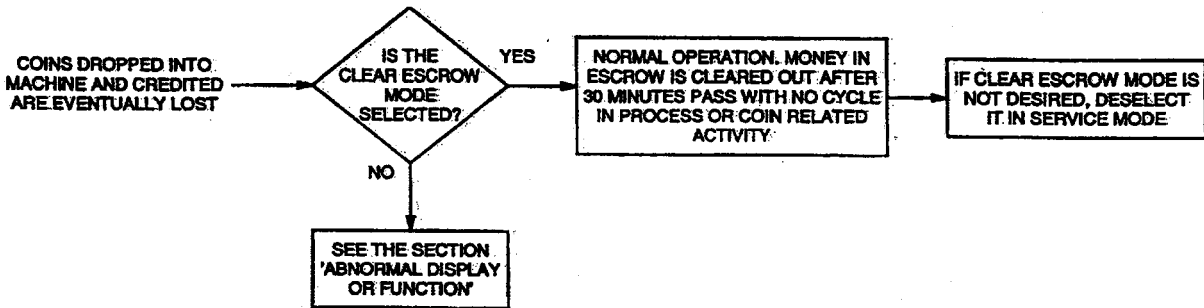 COINS DROPPED INTO
MACHINE AND CREDITED
ARE EVENTUALLY LOST
IS THE
CLEAR ESCROW
MODE
SELECTED?
YES
NORMAL OPERATION. MONEY IN
ESCROW IS CLEARED OUT AFTER
30 MINUTES PASS WITH NO CYCLE
IN PROCESS OR COIN RELATED
ACTIVITY
IF CLEAR ESCROW MODE IS
NOT DESIRED, DESELECT
IT IN SERVICE MODE
NO
SEE THE SECTION
'ABNORMAL DISPLAY
OR FUNCTION'